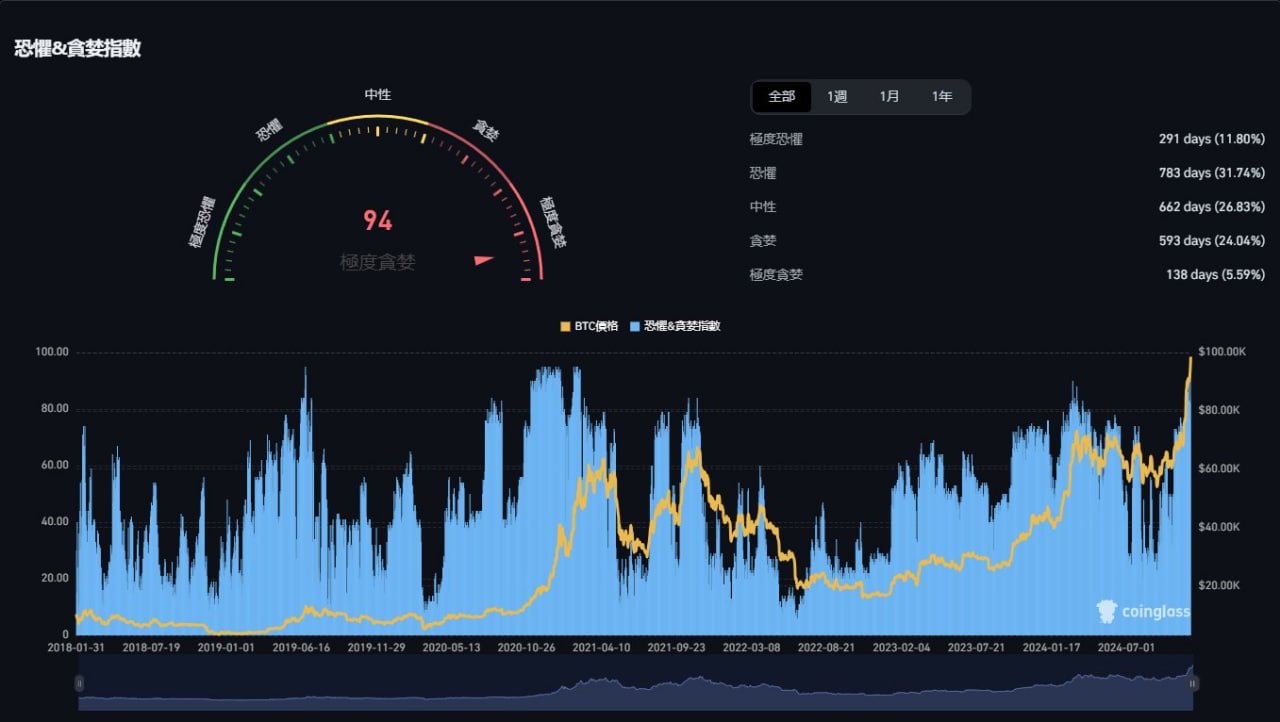 恐懼&貪婪指數
中性
恐懼
貪婪
極度恐懼
極度貪婪
94
極度貪婪
全部 1週 1月 1年
極度恐懼 291 days (11.80%)
恐懼 783 days (31.74%)
中性 662 days (26.83%)
貪婪 593 days (24.04%)
極度貪婪 138 days (5.59%)
BTC價格 恐懼&貪婪指數
100.00 $100.00K
80.00 $80.00K
60.00 $60.00K
40.00 $40.00K
20.00 $20.00K
0
coinglass
2018-01-31 2018-07-19 2019-01-01 2019-06-16 2019-11-29 2020-05-13 2020-10-26 2021-04-10 2021-09-23 2022-03-08 2022-08-21 2023-02-04 2023-07-21 2024-01-17 2024-07-01